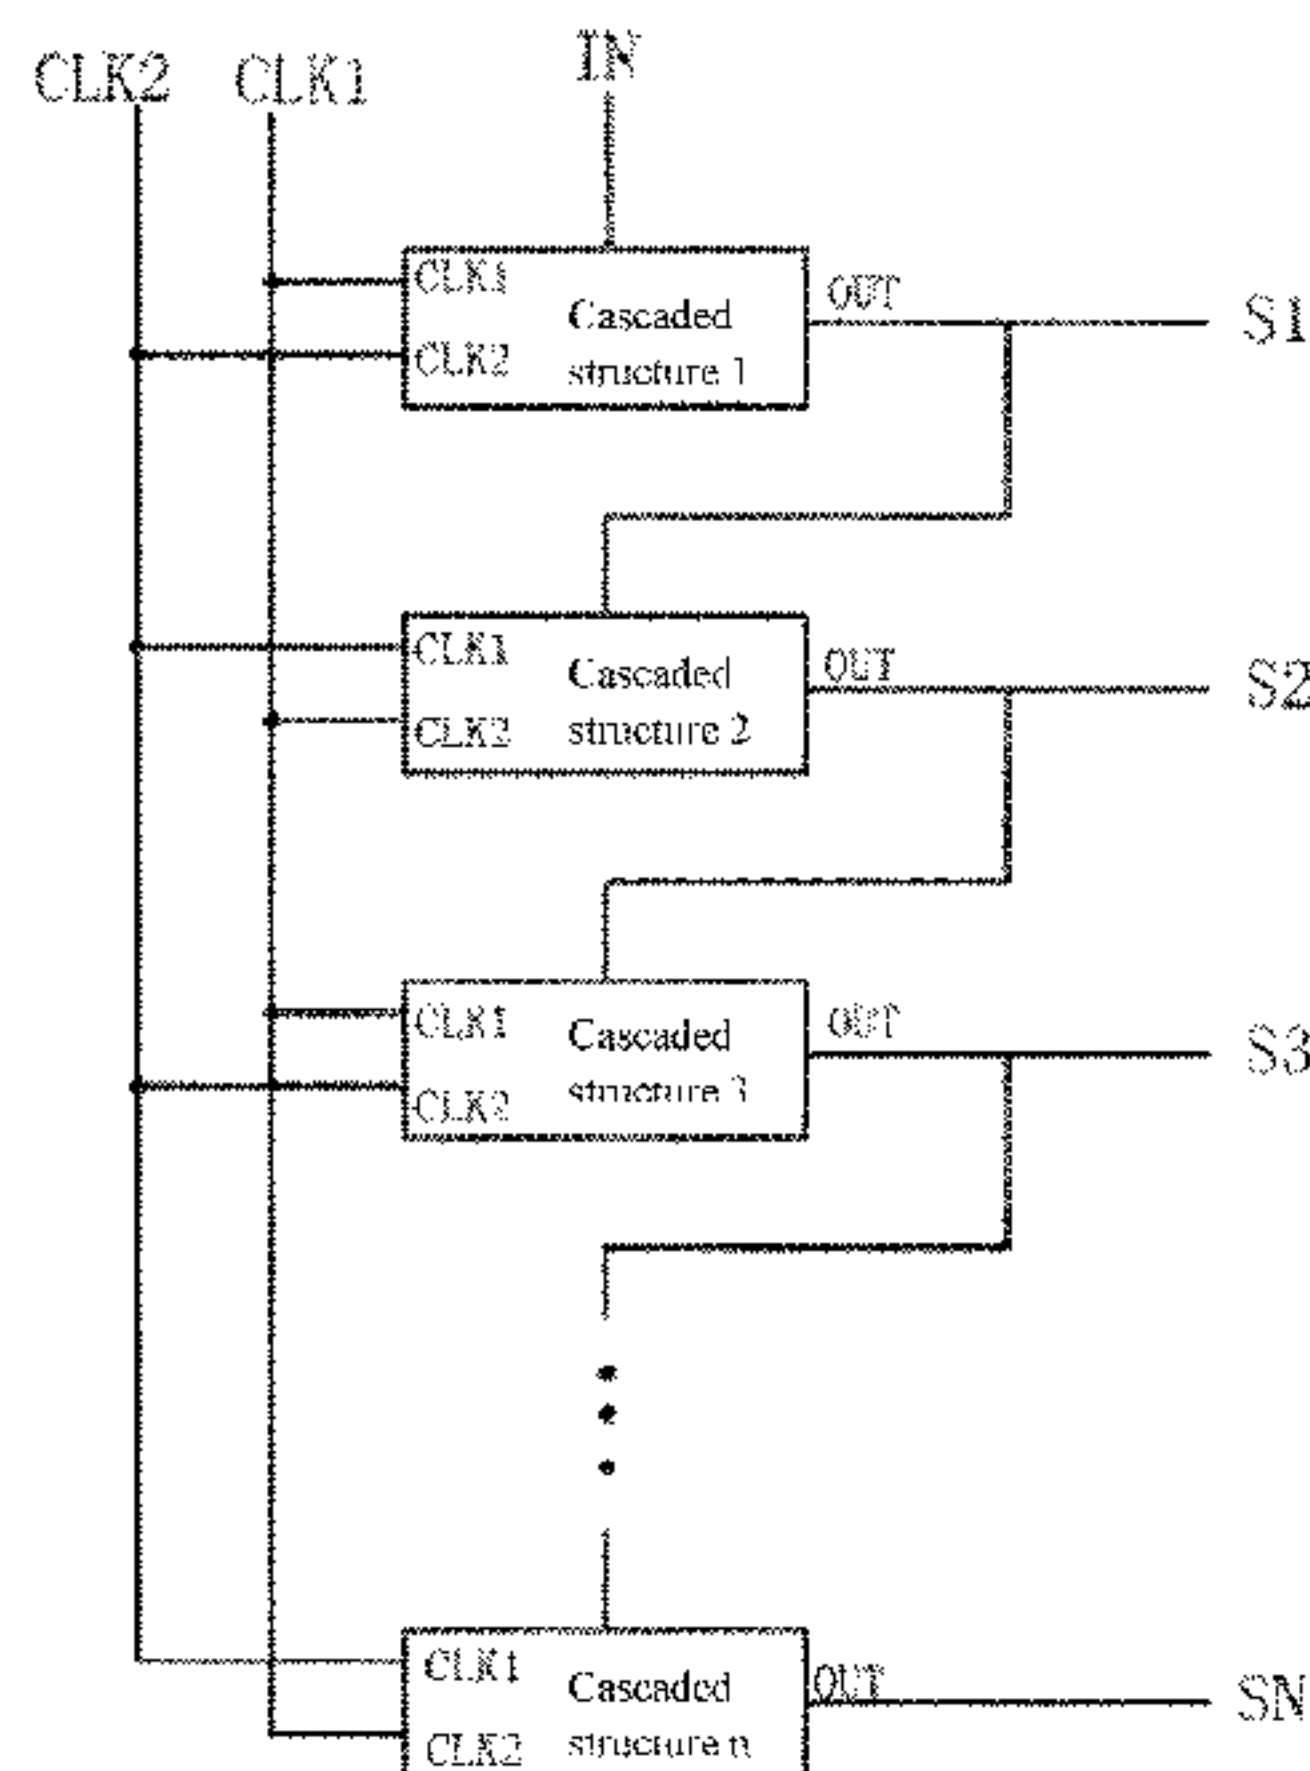 CLK2 CLK1 IN
CLK1
Cascaded
structure 1
CLK2
OUT
S1
CLK1
Cascaded
structure 2
CLK2
OUT
S2
CLK1
Cascaded
structure 3
CLK2
OUT
S3
CLK1
Cascaded
structure n
CLK2
OUT
SN